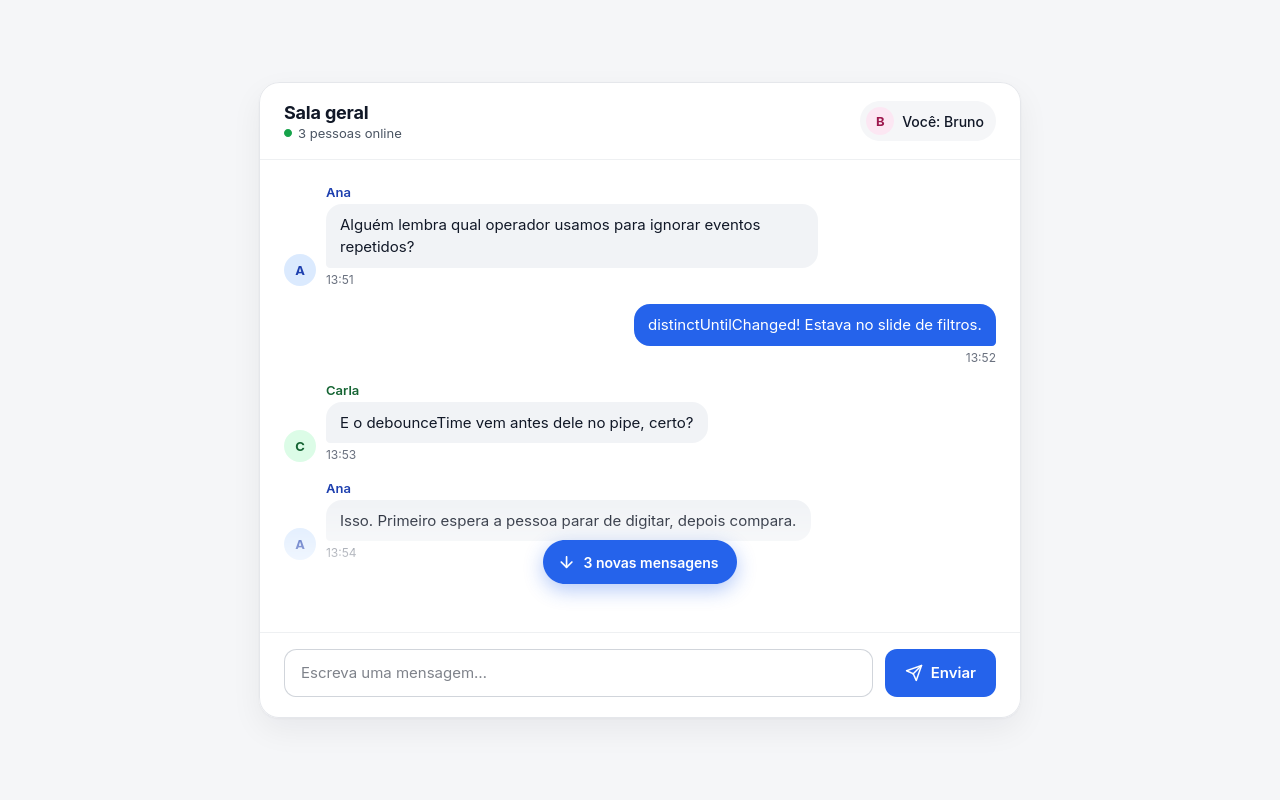 Sala geral
3 pessoas online
B
Você: Bruno
Ana
Alguém lembra qual operador usamos para ignorar eventos
repetidos?
A
13:51
distinctUntilChanged! Estava no slide de filtros.
13:52
Carla
E o debounceTime vem antes dele no pipe, certo?
C
13:53
Ana
Isso. Primeiro espera a pessoa parar de digitar, depois compara.
A
13:54
3 novas mensagens
Escreva uma mensagem...
Enviar